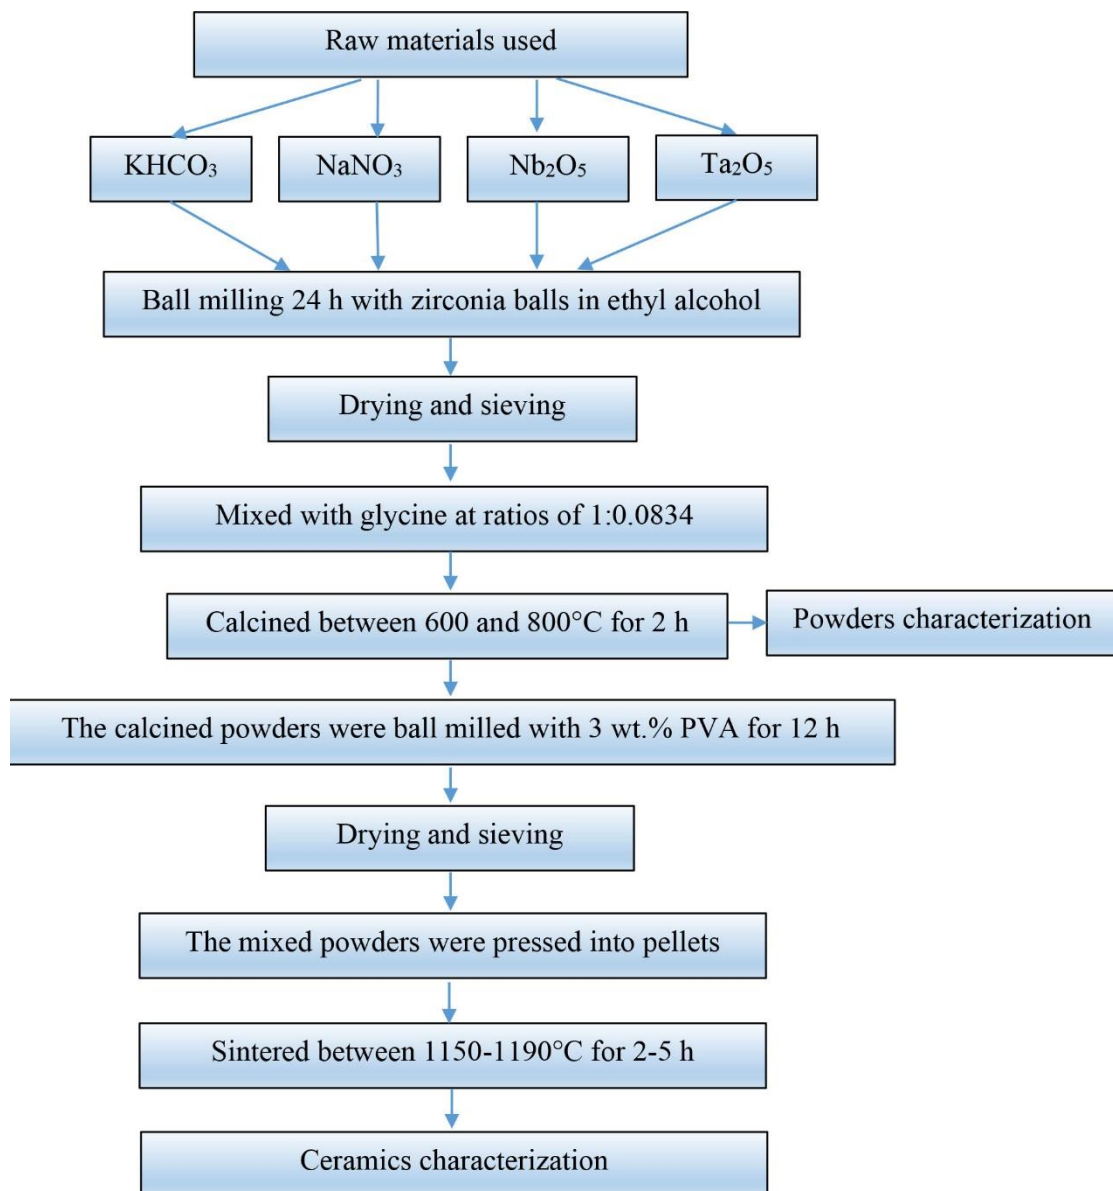 Raw materials used
KHCO₃
NaNO₃
Nb₂O₅
Ta₂O₅
Ball milling 24 h with zirconia balls in ethyl alcohol
Drying and sieving
Mixed with glycine at ratios of 1:0.0834
Calcined between 600 and 800°C for 2 h
Powders characterization
The calcined powders were ball milled with 3 wt.% PVA for 12 h
Drying and sieving
The mixed powders were pressed into pellets
Sintered between 1150-1190°C for 2-5 h
Ceramics characterization